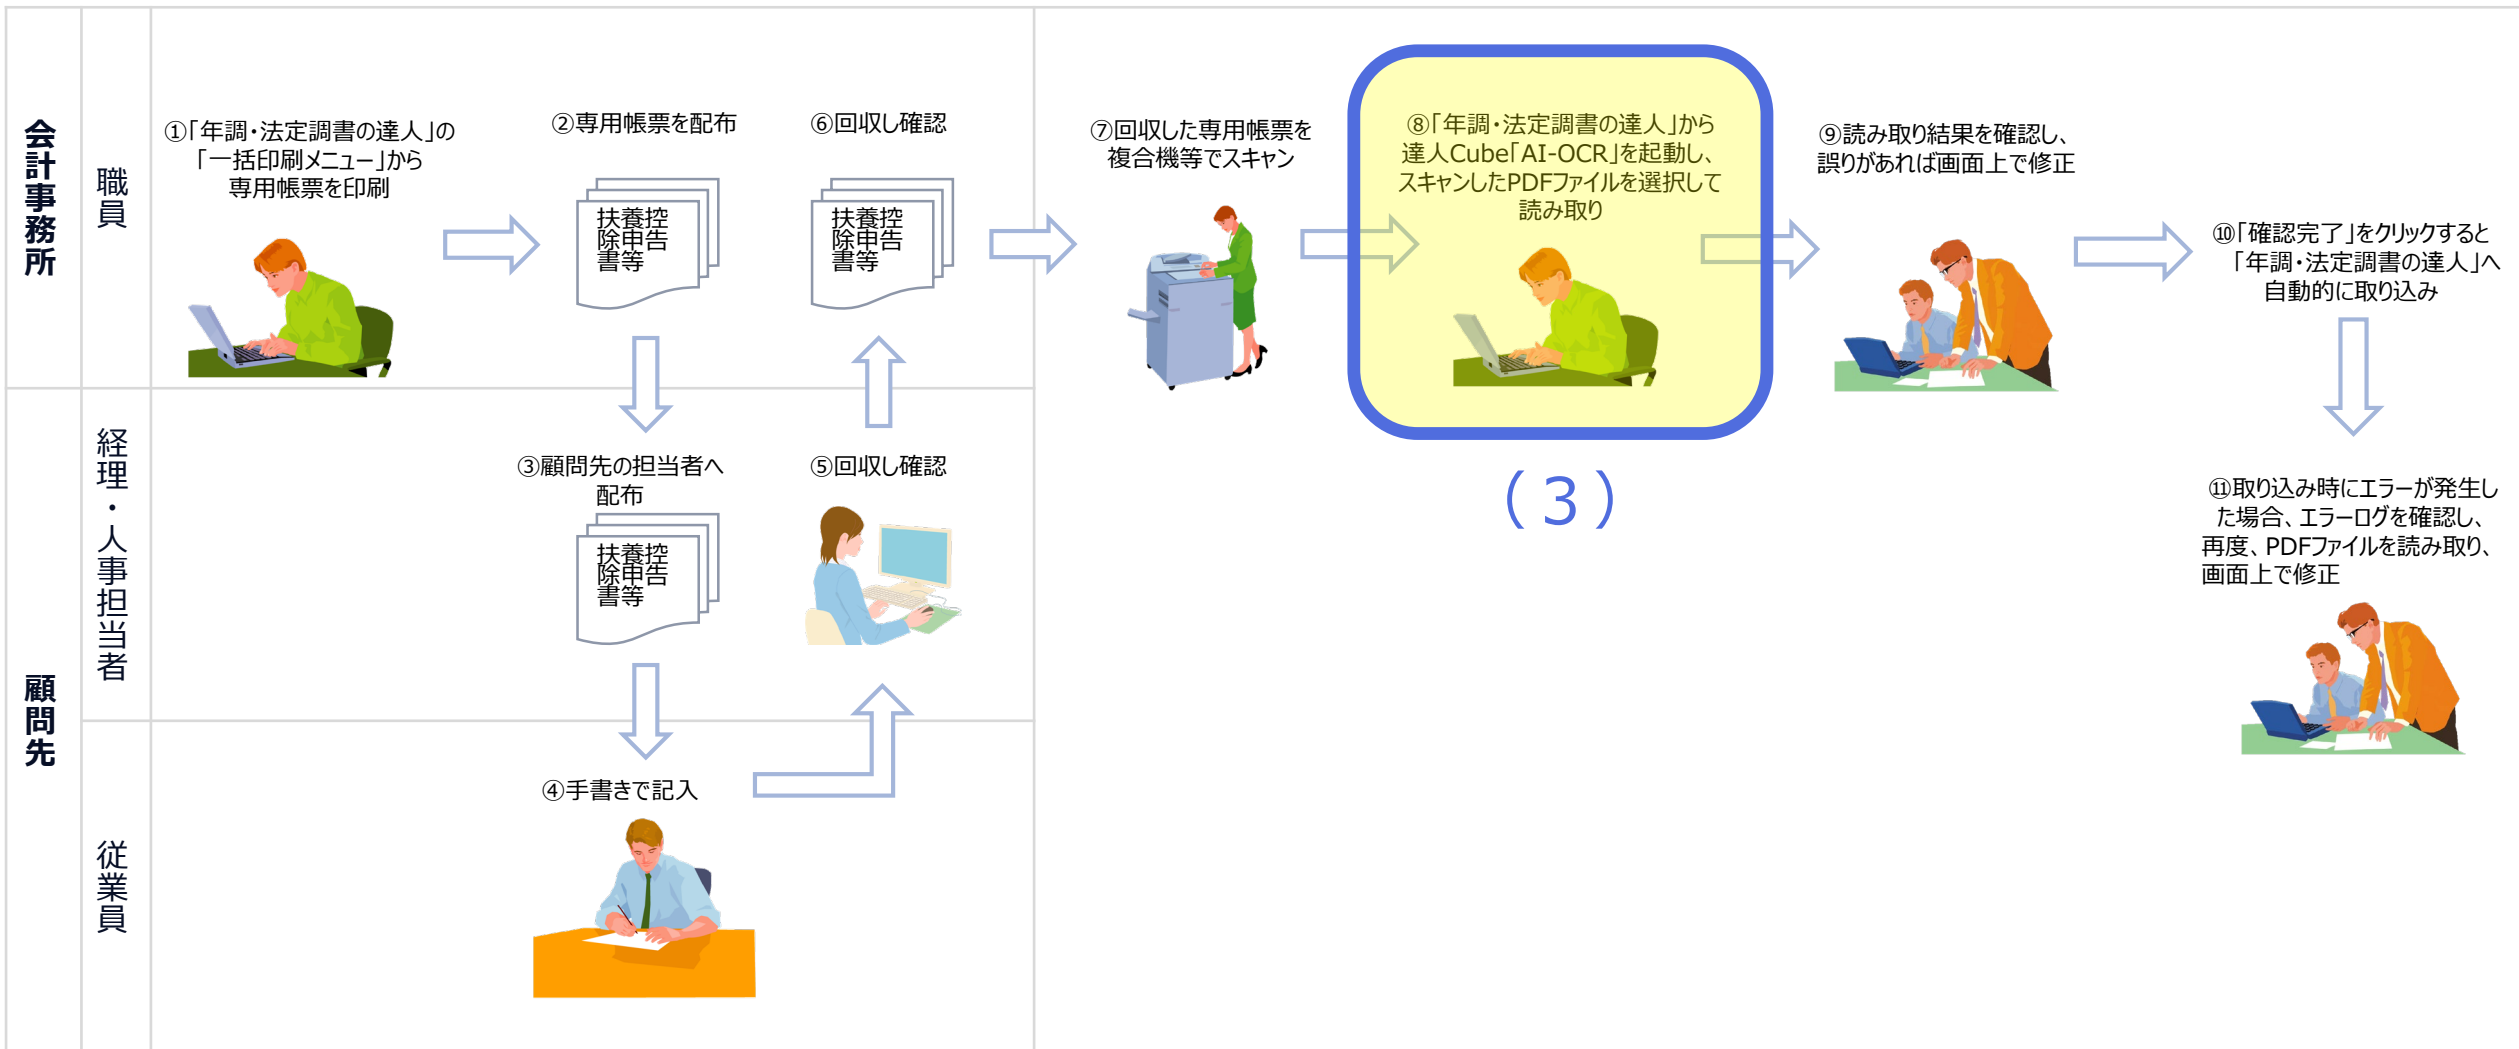 会計事務所
職員
①「年調・法定調書の達人」の
「一括印刷メニュー」から
専用帳票を印刷
②専用帳票を配布
扶養控
除申告
書等
⑥回収し確認
扶養控
除申告
書等
⑦回収した専用帳票を
複合機等でスキャン
⑧「年調・法定調書の達人」から
達人Cube「AI-OCR」を起動し、
スキャンしたPDFファイルを選択して
読み取り
(3)
⑨読み取り結果を確認し、
誤りがあれば画面上で修正
⑩「確認完了」をクリックすると
「年調・法定調書の達人」へ
自動的に取り込み
⑪取り込み時にエラーが発生し
た場合、エラーログを確認し、
再度、PDFファイルを読み取り、
画面上で修正
顧問先
経理・人事担当者
③顧問先の担当者へ
配布
扶養控
除申告
書等
⑤回収し確認
従業員
④手書きで記入